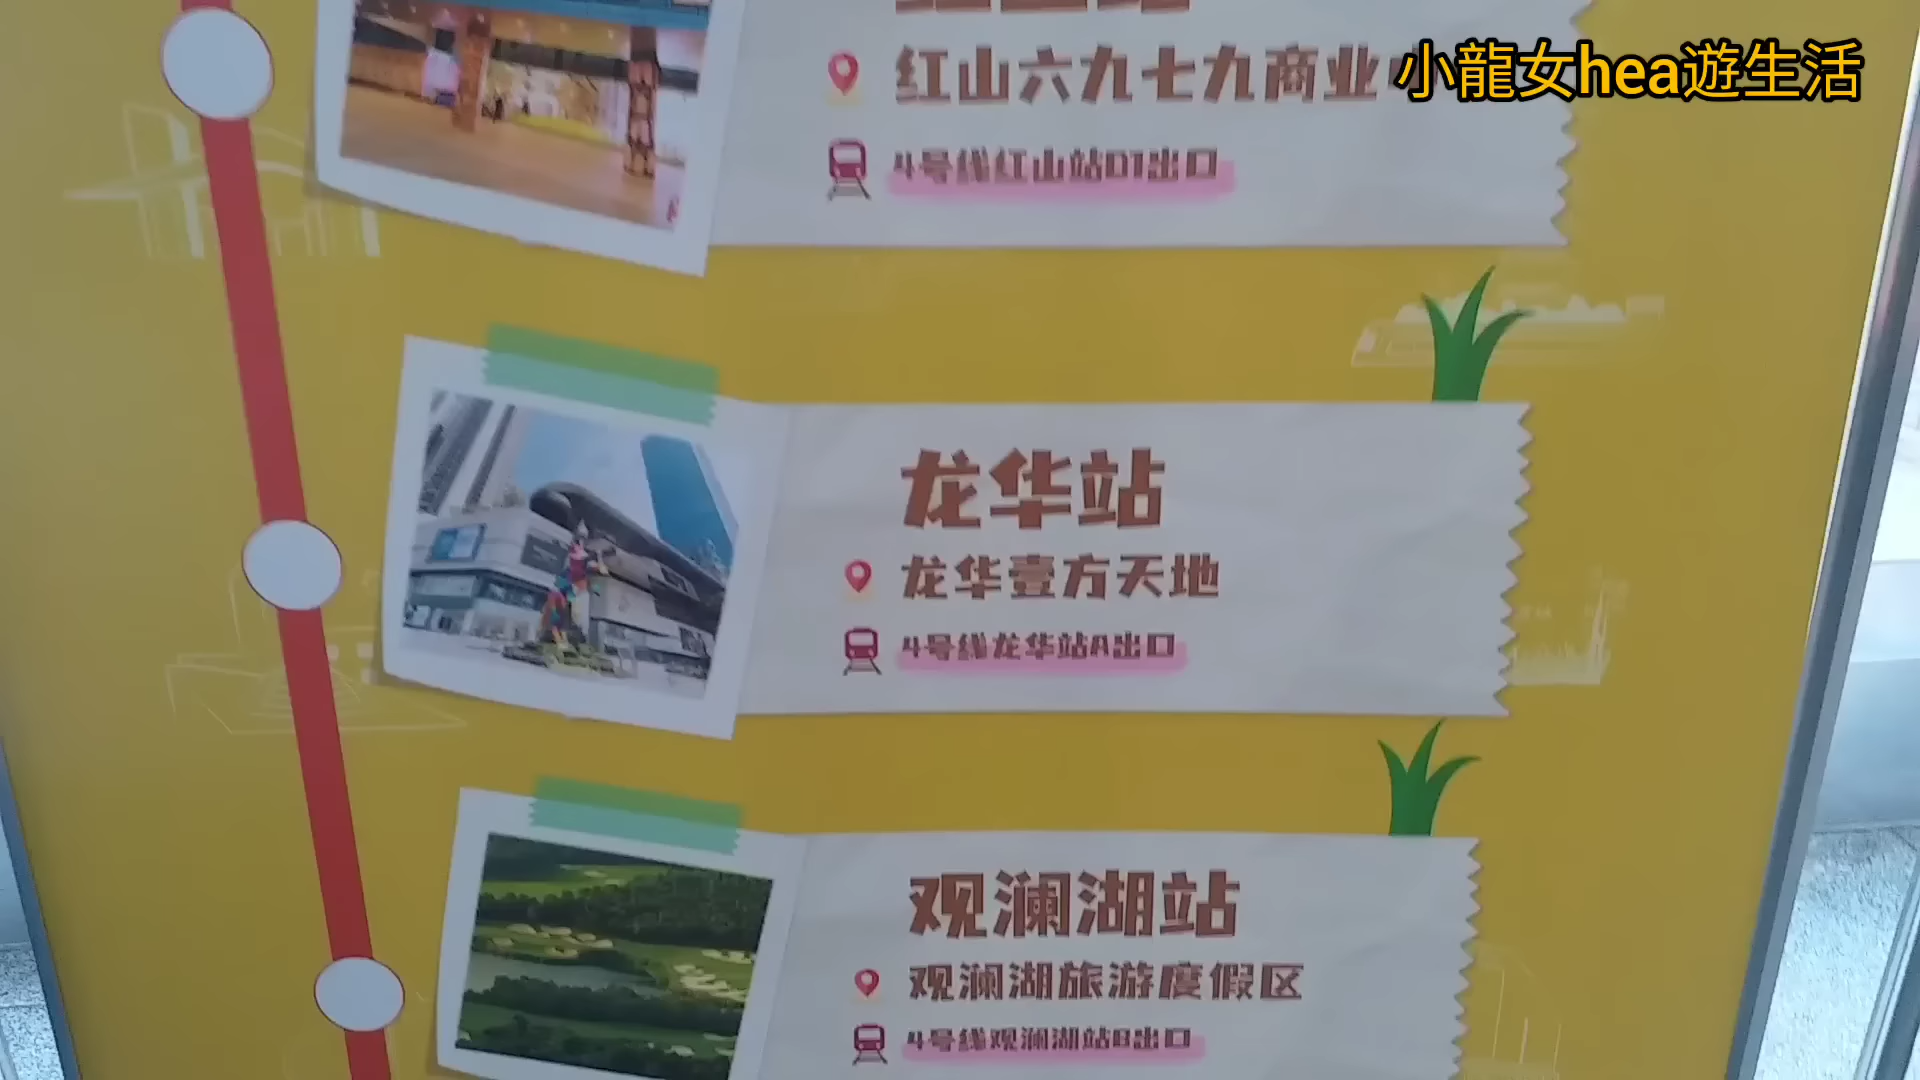 小龍女hea遊生活
红山六九七九商业
4号线红山站D1出口
龙华站
龙华壹方天地
4号线龙华站A出口
观澜湖站
观澜湖旅游度假区
4号线观澜湖站B出口